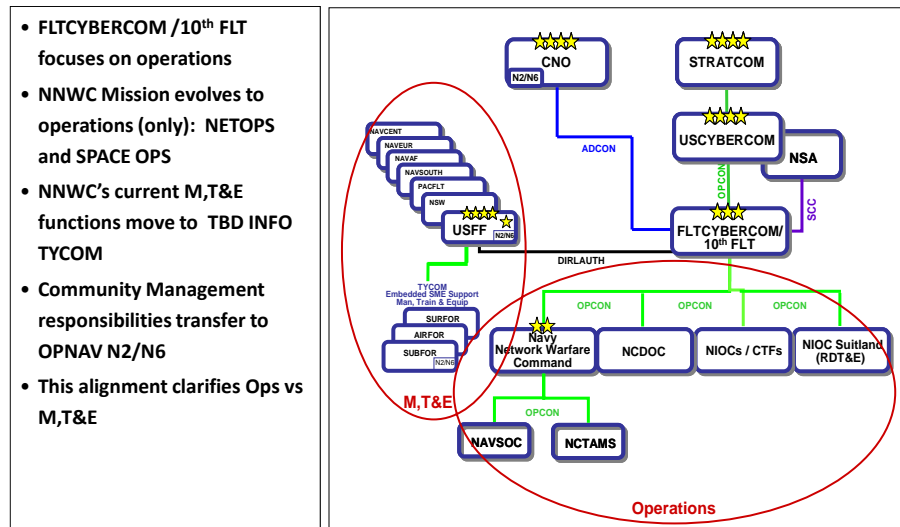 • FLTCYBERCOM /10th FLT
focuses on operations
• NNWC Mission evolves to
operations (only): NETOPS
and SPACE OPS
• NNWC's current M,T&E
functions move to TBD INFO
TYCOM
• Community Management
responsibilities transfer to
OPNAV N2/N6
• This alignment clarifies Ops vs
M,T&E
CNO
N2/N6
STRATCOM
USCYBERCOM
NSA
ADCON
OPCON
SCC
FLTCYBERCOM/
10th FLT
NAVCENT
NAVEUR
NAVAF
NAVSOUTH
PACFLT
NSW
USFF
N2/N6
DIRLAUTH
TYCOM
Embedded SME Support
Man, Train & Equip
SURFOR
AIRFOR
SUBFOR
N2/N6
M,T&E
OPCON
OPCON
OPCON
Navy
Network Warfare
Command
NCDOC
NIOCs / CTFs
NIOC Suitland
(RDT&E)
OPCON
NAVSOC
NCTAMS
Operations